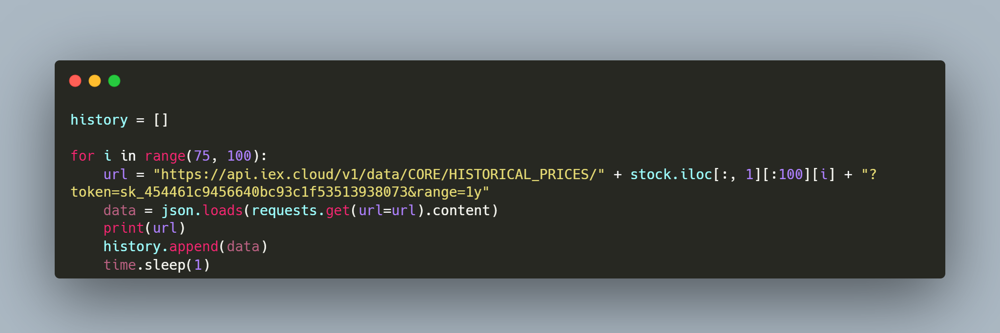 history = []
for i in range(75, 100):
    url = "https://api.iex.cloud/v1/data/CORE/HISTORICAL_PRICES/" + stock.iloc[:, 1][:100][i] + "?
token=sk_454461c9456640bc93c1f53513938073&range=1y"
    data = json.loads(requests.get(url=url).content)
    print(url)
    history.append(data)
    time.sleep(1)